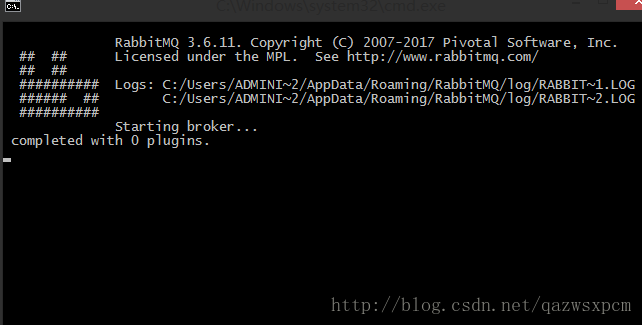 C:\Windows\system32\cmd.exe
RabbitMQ 3.6.11. Copyright (C) 2007-2017 Pivotal Software, Inc.
##  ##      Licensed under the MPL.  See http://www.rabbitmq.com/
##  ##
##########  Logs: C:/Users/ADMINI~2/AppData/Roaming/RabbitMQ/log/RABBIT~1.LOG
######  ##        C:/Users/ADMINI~2/AppData/Roaming/RabbitMQ/log/RABBIT~2.LOG
##########
Starting broker...
completed with 0 plugins.
http://blog.csdn.net/qazwsxpcm